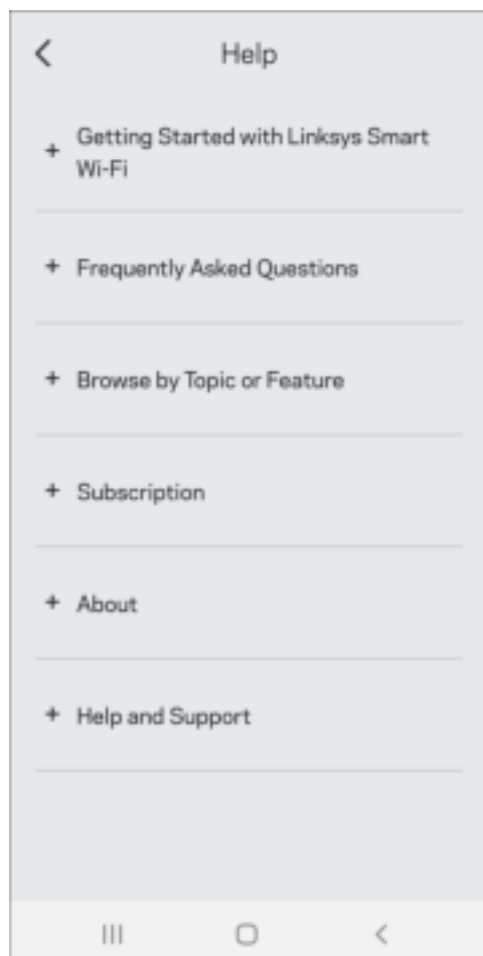 Help
Getting Started with Linksys Smart
Wi-Fi
Frequently Asked Questions
Browse by Topic or Feature
Subscription
About
Help and Support